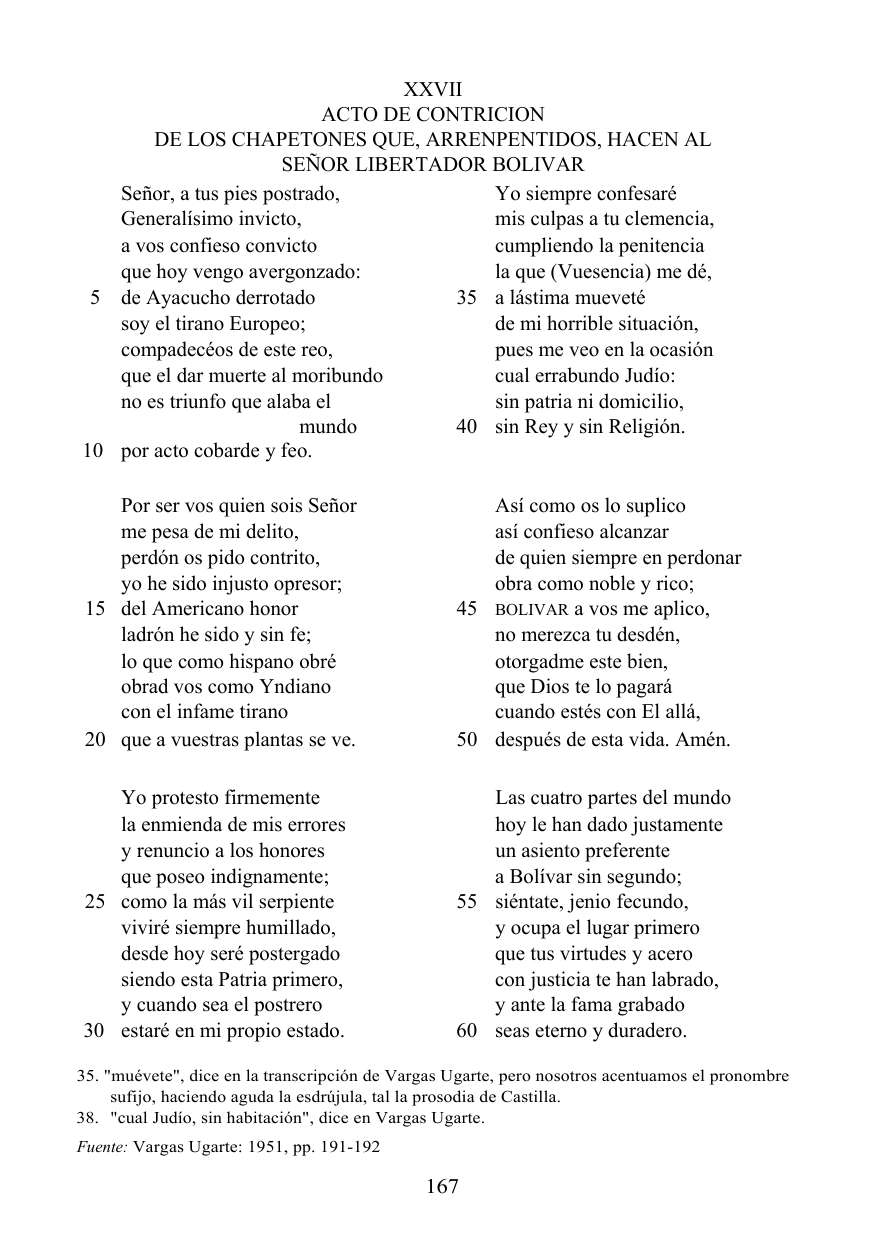 XXVII
ACTO DE CONTRICION
DE LOS CHAPETONES QUE, ARRENPENTIDOS, HACEN AL
SEÑOR LIBERTADOR BOLIVAR
Señor, a tus pies postrado,
Generalísimo invicto,
a vos confieso convicto
que hoy vengo avergonzado:
5 de Ayacucho derrotado
soy el tirano Europeo;
compadecéos de este reo,
que el dar muerte al moribundo
no es triunfo que alaba el
mundo
10 por acto cobarde y feo.
Por ser vos quien sois Señor
me pesa de mi delito,
perdón os pido contrito,
yo he sido injusto opresor;
15 del Americano honor
ladrón he sido y sin fe;
lo que como hispano obré
obrad vos como Yndiano
con el infame tirano
20 que a vuestras plantas se ve.
Yo protesto firmemente
la enmienda de mis errores
y renuncio a los honores
que poseo indignamente;
25 como la más vil serpiente
viviré siempre humillado,
desde hoy seré postergado
siendo esta Patria primero,
y cuando sea el postrero
30 estaré en mi propio estado.
Yo siempre confesaré
mis culpas a tu clemencia,
cumpliendo la penitencia
la que (Vuesencia) me dé,
35 a lástima mueveté
de mi horrible situación,
pues me veo en la ocasión
cual errabundo Judío:
sin patria ni domicilio,
40 sin Rey y sin Religión.
Así como os lo suplico
así confieso alcanzar
de quien siempre en perdonar
obra como noble y rico;
45 BOLIVAR a vos me aplico,
no merezca tu desdén,
otorgadme este bien,
que Dios te lo pagará
cuando estés con El allá,
50 después de esta vida. Amén.
Las cuatro partes del mundo
hoy le han dado justamente
un asiento preferente
a Bolívar sin segundo;
55 siéntate, jenio fecundo,
y ocupa el lugar primero
que tus virtudes y acero
con justicia te han labrado,
y ante la fama grabado
60 seas eterno y duradero.
35. "muévete", dice en la transcripción de Vargas Ugarte, pero nosotros acentuamos el pronombre
sufijo, haciendo aguda la esdrújula, tal la prosodia de Castilla.
38. "cual Judío, sin habitación", dice en Vargas Ugarte.
Fuente: Vargas Ugarte: 1951, pp. 191-192
167